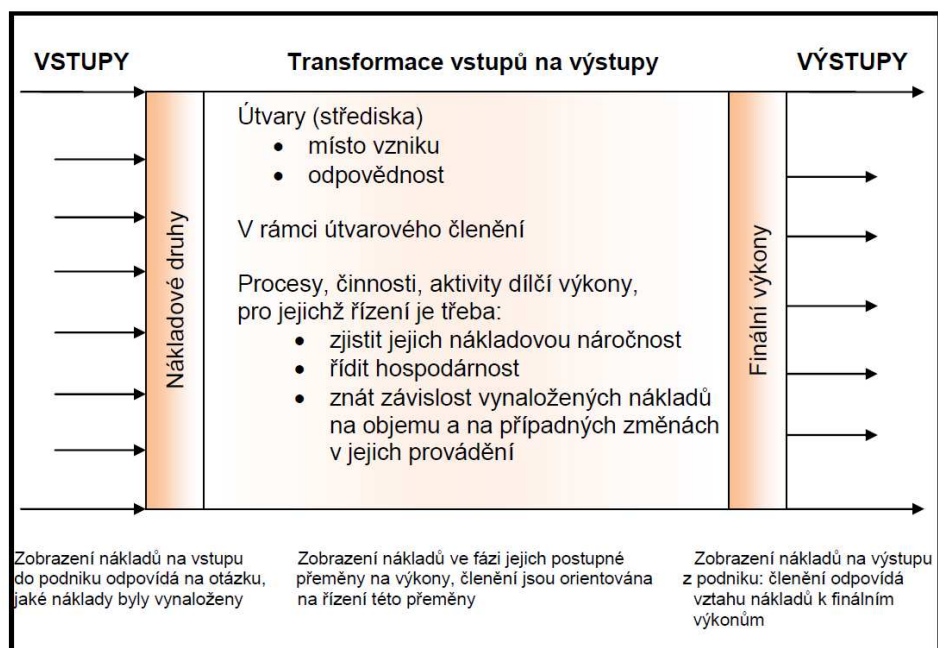 VSTUPY
Transformace vstupů na výstupy
VÝSTUPY
Nákladové druhy
Útvary (střediska)
• místo vzniku
• odpovědnost
V rámci útvarového členění
Procesy, činnosti, aktivity dílčí výkony,
pro jejichž řízení je třeba:
• zjistit jejich nákladovou náročnost
• řídit hospodárnost
• znát závislost vynaložených nákladů
na objemu a na případných změnách
v jejich provádění
Finální výkony
Zobrazení nákladů na vstupu
do podniku odpovídá na otázku,
jaké náklady byly vynaloženy
Zobrazení nákladů ve fázi jejich postupné
přeměny na výkony, členění jsou orientována
na řízení této přeměny
Zobrazení nákladů na výstupu
z podniku: členění odpovídá
vztahu nákladů k finálním
výkonům